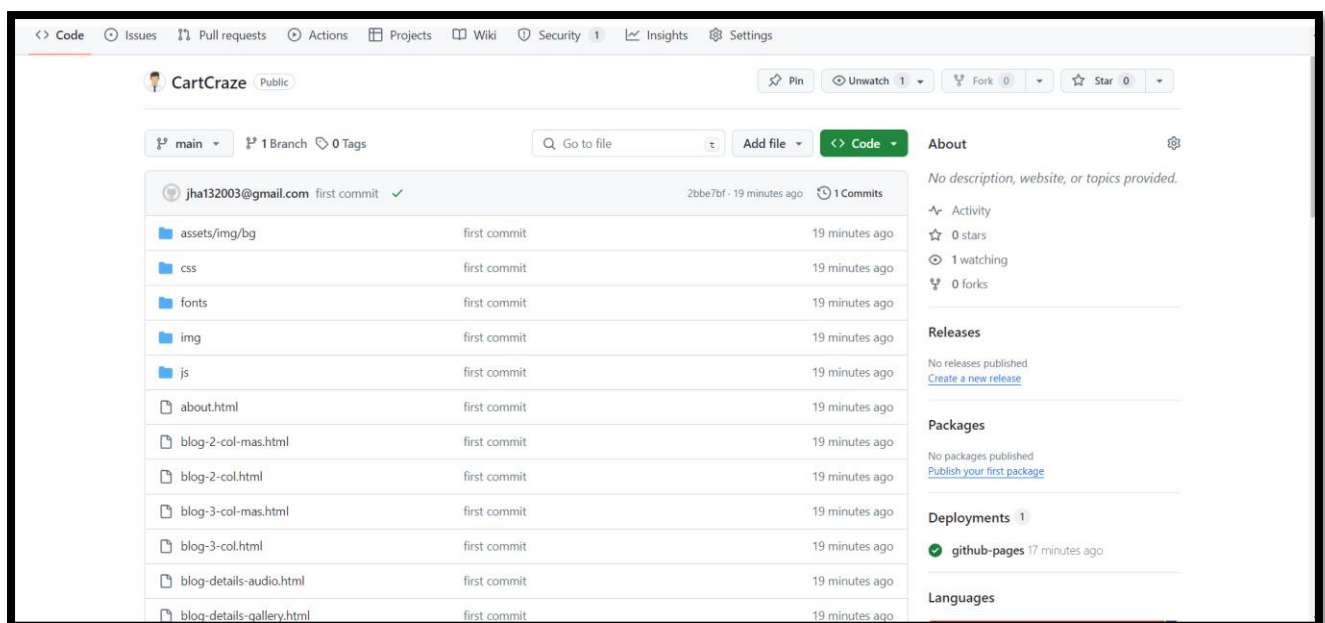 Code Issues Pull requests Actions Projects Wiki Security 1 Insights Settings
CartCraze Public
Pin Unwatch 1 Fork 0 Star 0
main 1 Branch 0 Tags Go to file t Add file Code
jha132003@gmail.com first commit 2bbe7bf · 19 minutes ago 1 Commits
assets/img/bg first commit 19 minutes ago
css first commit 19 minutes ago
fonts first commit 19 minutes ago
img first commit 19 minutes ago
js first commit 19 minutes ago
about.html first commit 19 minutes ago
blog-2-col-mas.html first commit 19 minutes ago
blog-2-col.html first commit 19 minutes ago
blog-3-col-mas.html first commit 19 minutes ago
blog-3-col.html first commit 19 minutes ago
blog-details-audio.html first commit 19 minutes ago
blog-details-gallery.html first commit 19 minutes ago
About
No description, website, or topics provided.
Activity
0 stars
1 watching
0 forks
Releases
No releases published
Create a new release
Packages
No packages published
Publish your first package
Deployments 1
github-pages 17 minutes ago
Languages